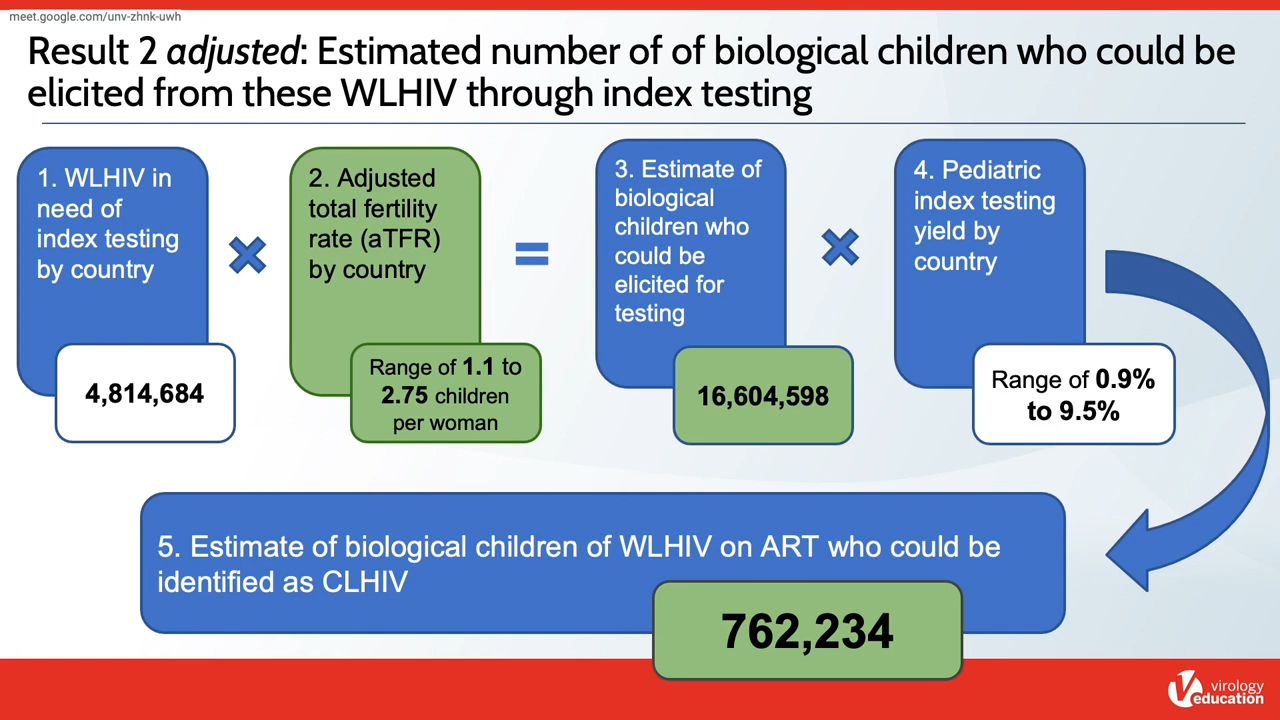 meet.google.com/unv-zhnk-uwh
Result 2 adjusted: Estimated number of of biological children who could be
elicited from these WLHIV through index testing
1. WLHIV in
need of
index testing
by country
4,814,684
2. Adjusted
total fertility
rate (aTFR)
by country
Range of 1.1 to
2.75 children
per woman
3. Estimate of
biological
children who
could be
elicited for
testing
16,604,598
4. Pediatric
index testing
yield by
country
Range of 0.9%
to 9.5%
5. Estimate of biological children of WLHIV on ART who could be
identified as CLHIV
762,234
virology
education